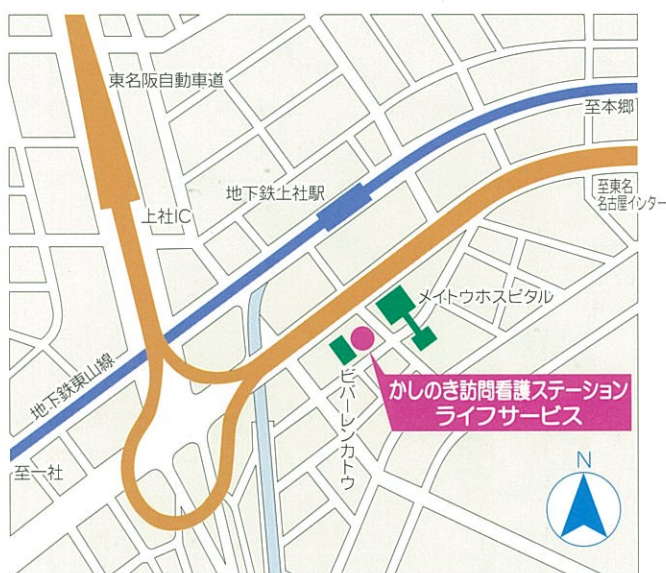 東名阪自動車道
至本郷
地下鉄上社駅
至東名
名古屋インター
上社IC
メイトウホスピタル
地下鉄東山線
かしのき訪問看護ステーション
ライフサービス
ビバーレンカトウ
至一社
N